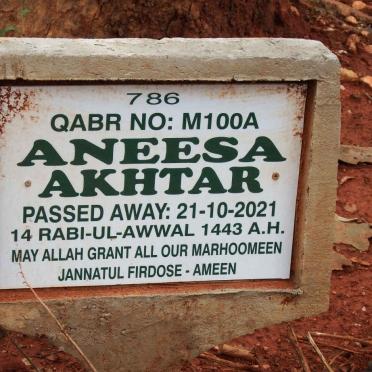 786
QABR NO: M100A
ANEESA
AKHTAR
PASSED AWAY: 21-10-2021
14 RABI-UL-AWWAL 1443 A.H.
MAY ALLAH GRANT ALL OUR MARHOOMEEN
JANNATUL FIRDOSE - AMEEN